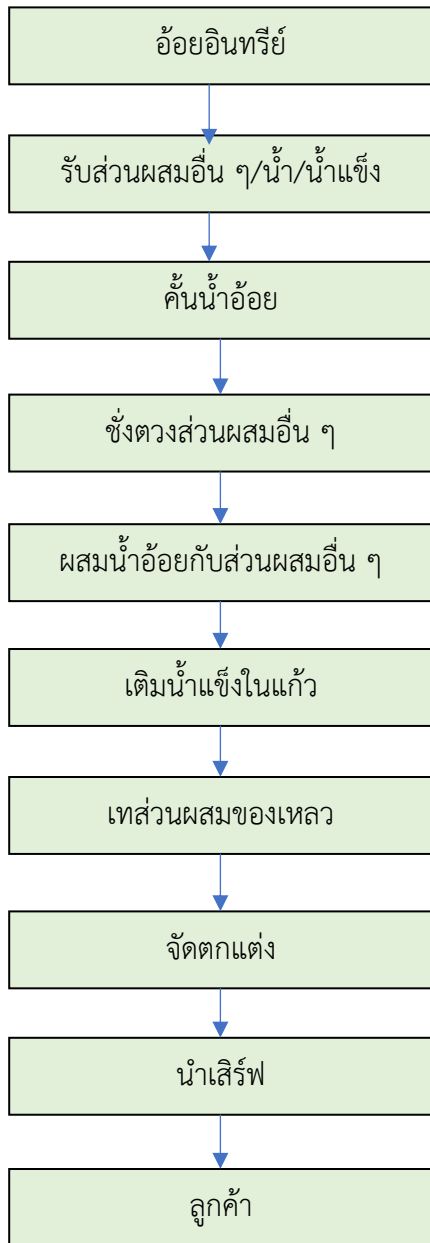 อ้อยอินทรีย์
รับส่วนผสมอื่น ๆ/น้ำ/น้ำแข็ง
คั้นน้ำอ้อย
ชั่งตวงส่วนผสมอื่น ๆ
ผสมน้ำอ้อยกับส่วนผสมอื่น ๆ
เติมน้ำแข็งในแก้ว
เทส่วนผสมของเหลว
จัดตกแต่ง
นำเสิร์ฟ
ลูกค้า